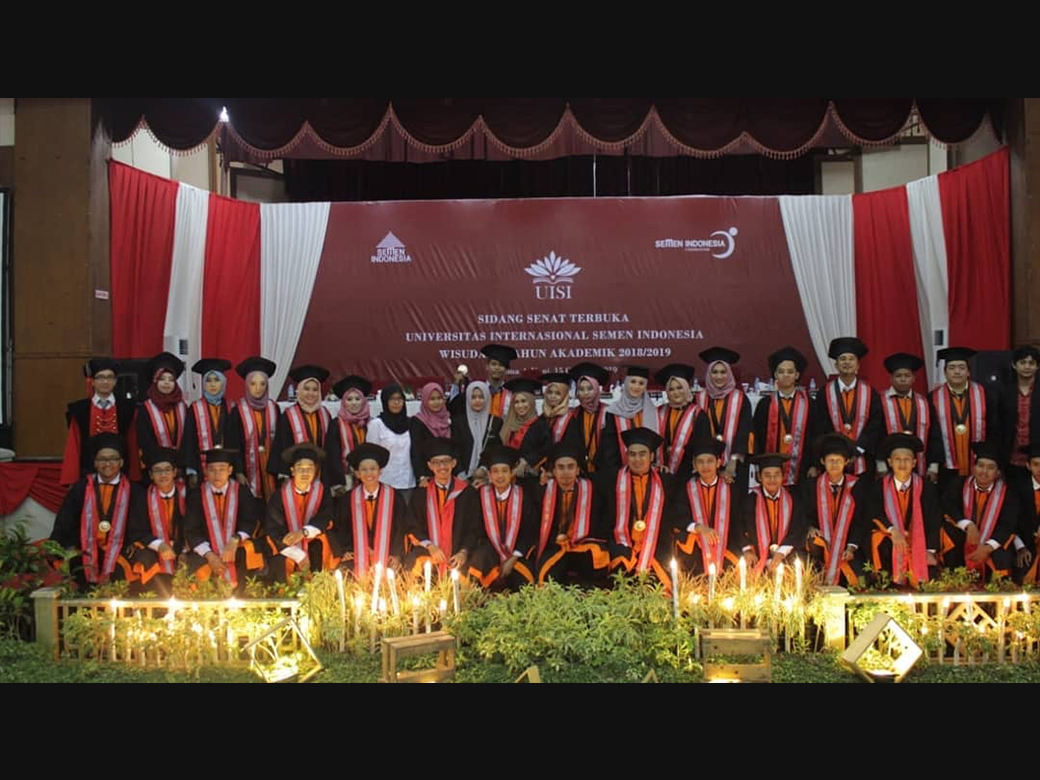 SEMEN
INDONESIA
SEMEN INDONESIA
UISI
SIDANG SENAT TERBUKA
UNIVERSITAS INTERNASIONAL SEMEN INDONESIA
WISUDA TAHUN AKADEMIK 2018/2019